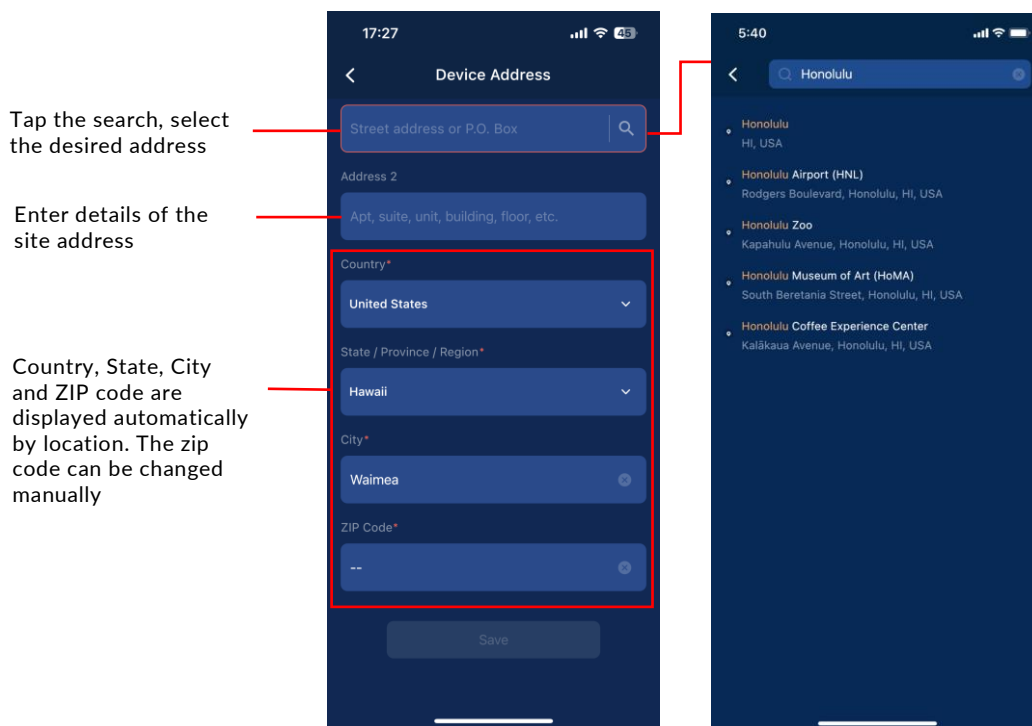 Tap the search, select
the desired address
Enter details of the
site address
Country, State, City
and ZIP code are
displayed automatically
by location. The zip
code can be changed
manually
17:27
45
Device Address
Street address or P.O. Box
Address 2
Apt, suite, unit, building, floor, etc.
Country*
United States
State / Province / Region*
Hawaii
City*
Waimea
ZIP Code*
--
Save
5:40
Honolulu
Honolulu
HI, USA
Honolulu Airport (HNL)
Rodgers Boulevard, Honolulu, HI, USA
Honolulu Zoo
Kapahulu Avenue, Honolulu, HI, USA
Honolulu Museum of Art (HoMA)
South Beretania Street, Honolulu, HI, USA
Honolulu Coffee Experience Center
Kalākaua Avenue, Honolulu, HI, USA